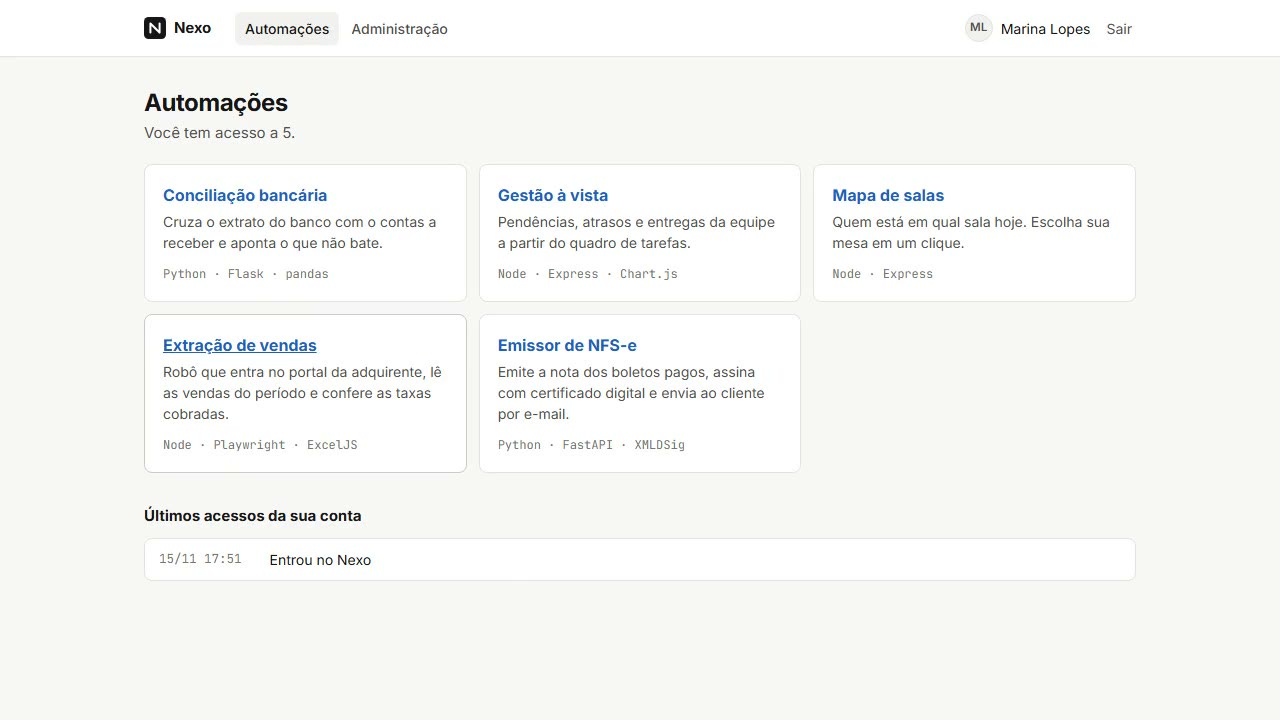 N Nexo Automações Administração ML Marina Lopes Sair
Automações
Você tem acesso a 5.
Conciliação bancária
Cruza o extrato do banco com o contas a
receber e aponta o que não bate.
Python · Flask · pandas
Gestão à vista
Pendências, atrasos e entregas da equipe
a partir do quadro de tarefas.
Node · Express · Chart.js
Mapa de salas
Quem está em qual sala hoje. Escolha sua
mesa em um clique.
Node · Express
Extração de vendas
Robô que entra no portal da adquirente, lê
as vendas do período e confere as taxas
cobradas.
Node · Playwright · ExcelJS
Emissor de NFS-e
Emite a nota dos boletos pagos, assina
com certificado digital e envia ao cliente
por e-mail.
Python · FastAPI · XMLDSig
Últimos acessos da sua conta
15/11 17:51 Entrou no Nexo